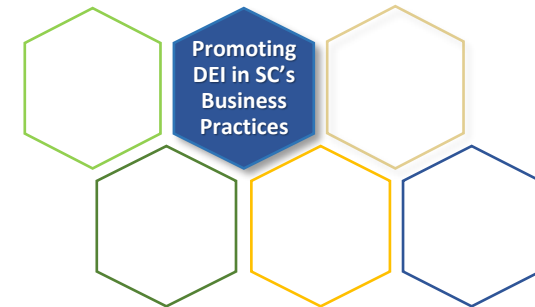 Promoting
DEI in SC’s
Business
Practices